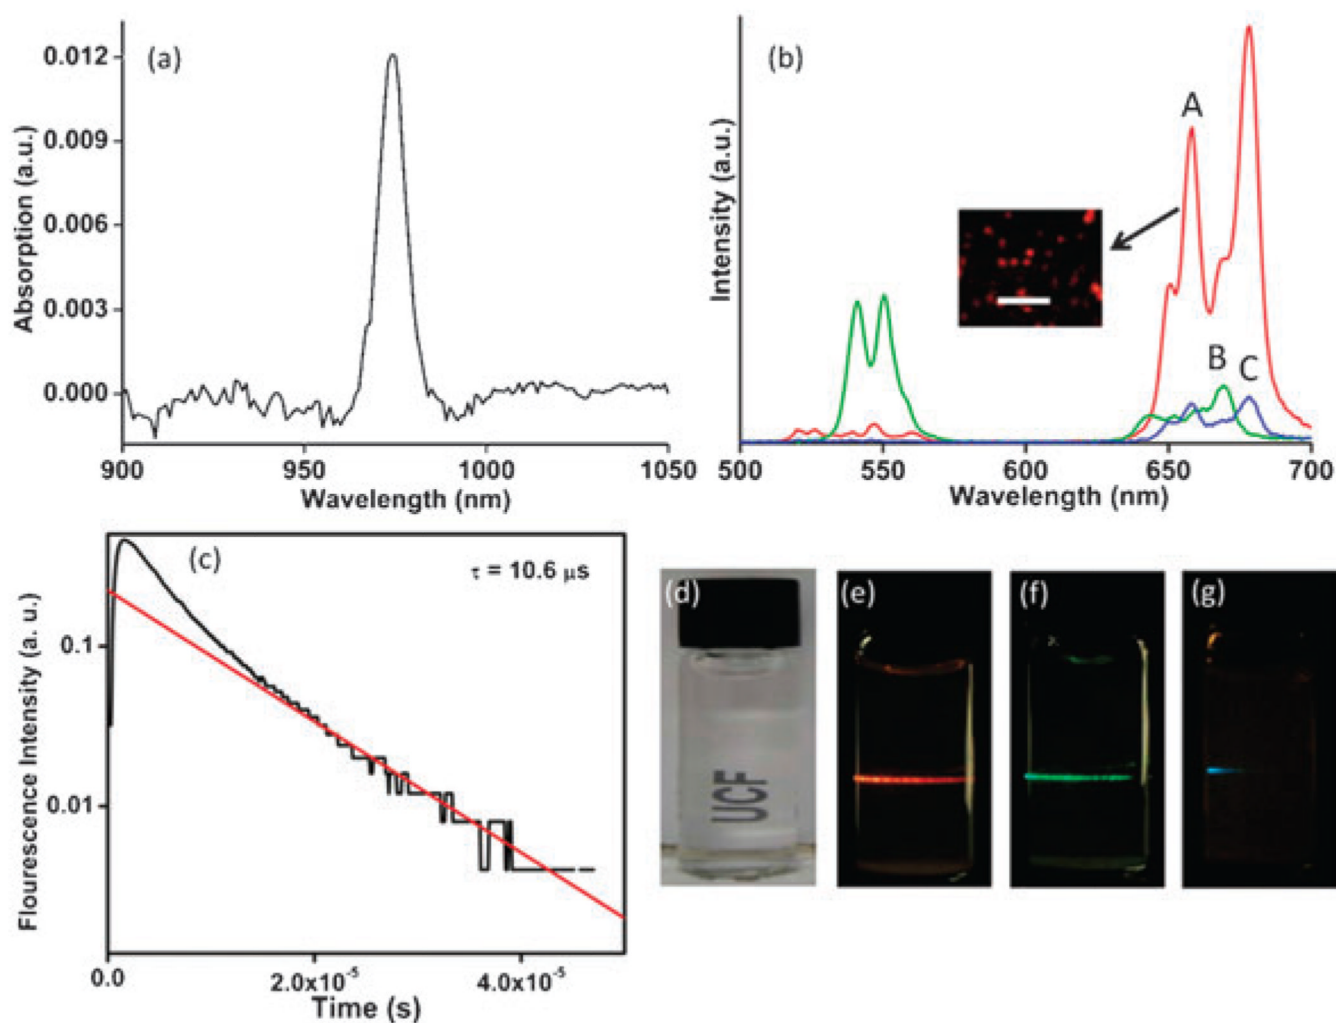 (a)
0.012
0.009
0.006
0.003
0.000
Absorption (a.u.)
900
950
1000
1050
Wavelength (nm)
(b)
A
B
C
Intensity (a.u.)
500
550
600
650
700
Wavelength (nm)
(c)
τ = 10.6 μs
0.1
0.01
Flourescence Intensity (a. u.)
0.0
2.0x10⁻⁵
4.0x10⁻⁵
Time (s)
(d)
UCF
(e)
(f)
(g)